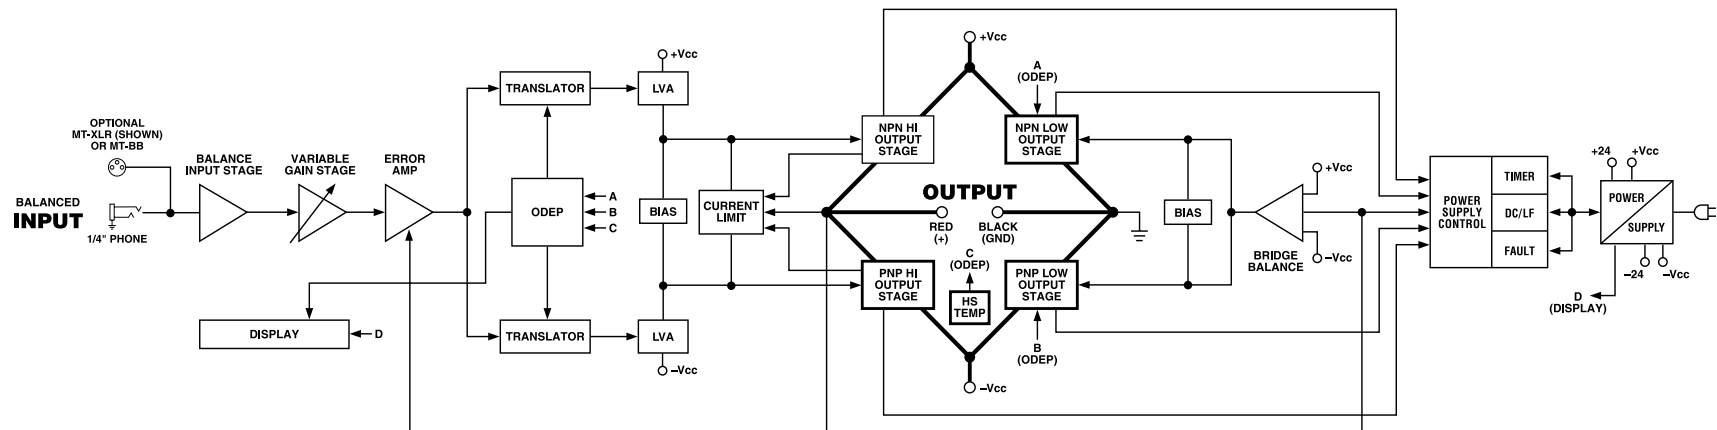 OPTIONAL
MT-XLR (SHOWN)
OR MT-BB
BALANCED
INPUT
1/4" PHONE
BALANCE
INPUT STAGE
VARIABLE
GAIN STAGE
ERROR
AMP
TRANSLATOR
ODEP
A
B
C
TRANSLATOR
DISPLAY
D
+Vcc
LVA
BIAS
LVA
–Vcc
CURRENT
LIMIT
+Vcc
NPN HI
OUTPUT
STAGE
A
(ODEP)
NPN LOW
OUTPUT
STAGE
OUTPUT
RED
(+)
BLACK
(GND)
C
(ODEP)
HS
TEMP
PNP HI
OUTPUT
STAGE
PNP LOW
OUTPUT
STAGE
B
(ODEP)
–Vcc
BIAS
+Vcc
BRIDGE
BALANCE
–Vcc
POWER
SUPPLY
CONTROL
TIMER
DC/LF
FAULT
+24
+Vcc
POWER
SUPPLY
–24
–Vcc
D
(DISPLAY)